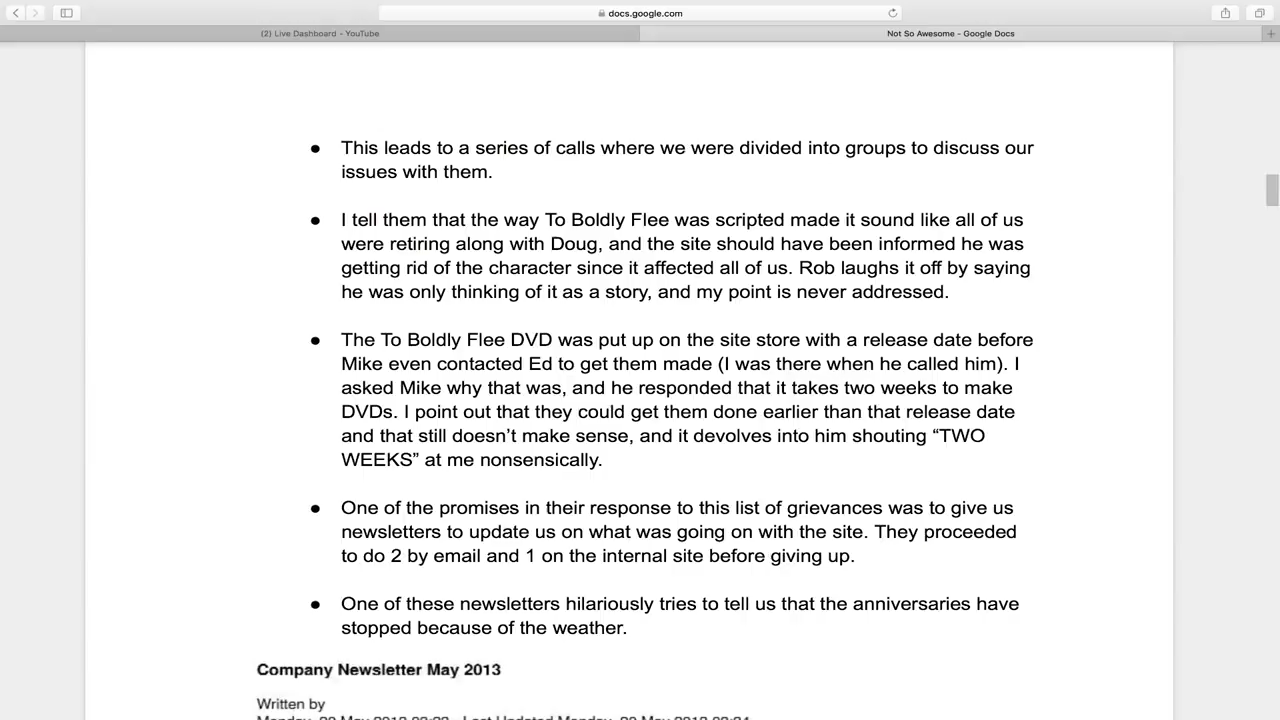 docs.google.com
(2) Live Dashboard - YouTube
Not So Awesome - Google Docs
● This leads to a series of calls where we were divided into groups to discuss our
issues with them.
● I tell them that the way To Boldly Flee was scripted made it sound like all of us
were retiring along with Doug, and the site should have been informed he was
getting rid of the character since it affected all of us. Rob laughs it off by saying
he was only thinking of it as a story, and my point is never addressed.
● The To Boldly Flee DVD was put up on the site store with a release date before
Mike even contacted Ed to get them made (I was there when he called him). I
asked Mike why that was, and he responded that it takes two weeks to make
DVDs. I point out that they could get them done earlier than that release date
and that still doesn’t make sense, and it devolves into him shouting “TWO
WEEKS” at me nonsensically.
● One of the promises in their response to this list of grievances was to give us
newsletters to update us on what was going on with the site. They proceeded
to do 2 by email and 1 on the internal site before giving up.
● One of these newsletters hilariously tries to tell us that the anniversaries have
stopped because of the weather.
Company Newsletter May 2013
Written by
Monday, 20 May 2013 - Last Updated Monday, 20 May 2013